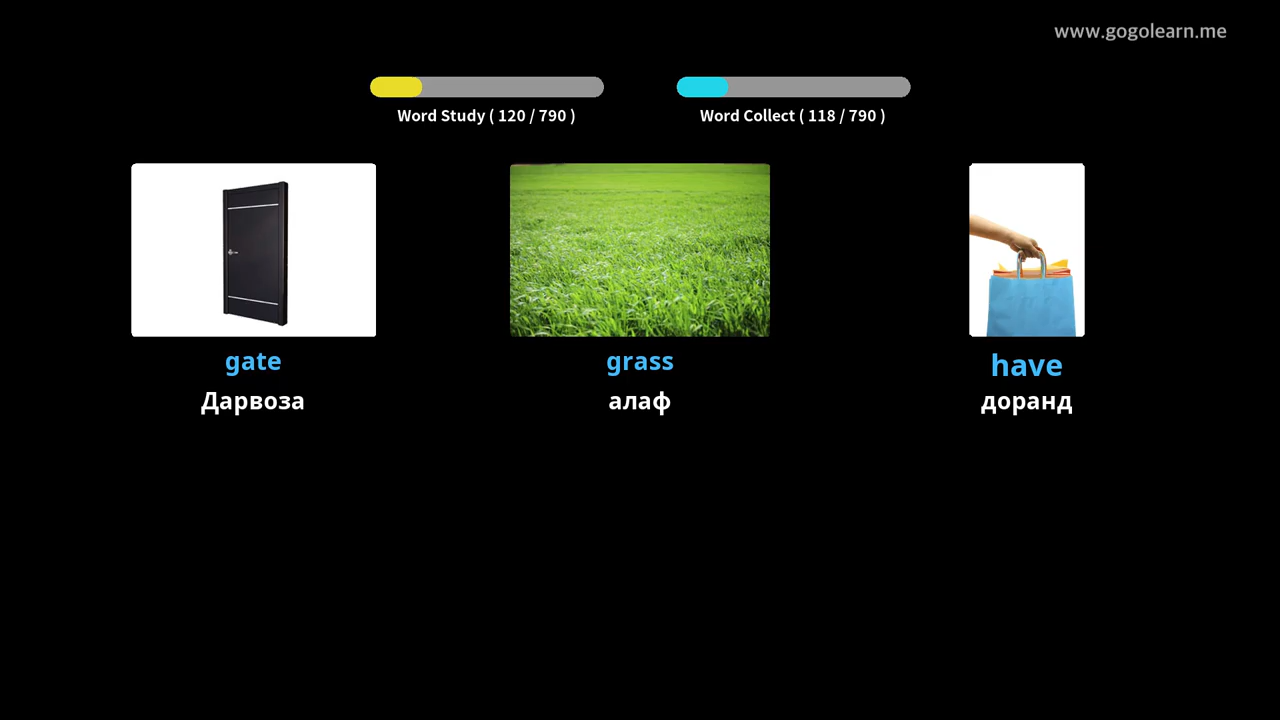 www.gogolearn.me
Word Study ( 120 / 790 )
Word Collect ( 118 / 790 )
gate
grass
have
Дарвоза
алаф
доранд